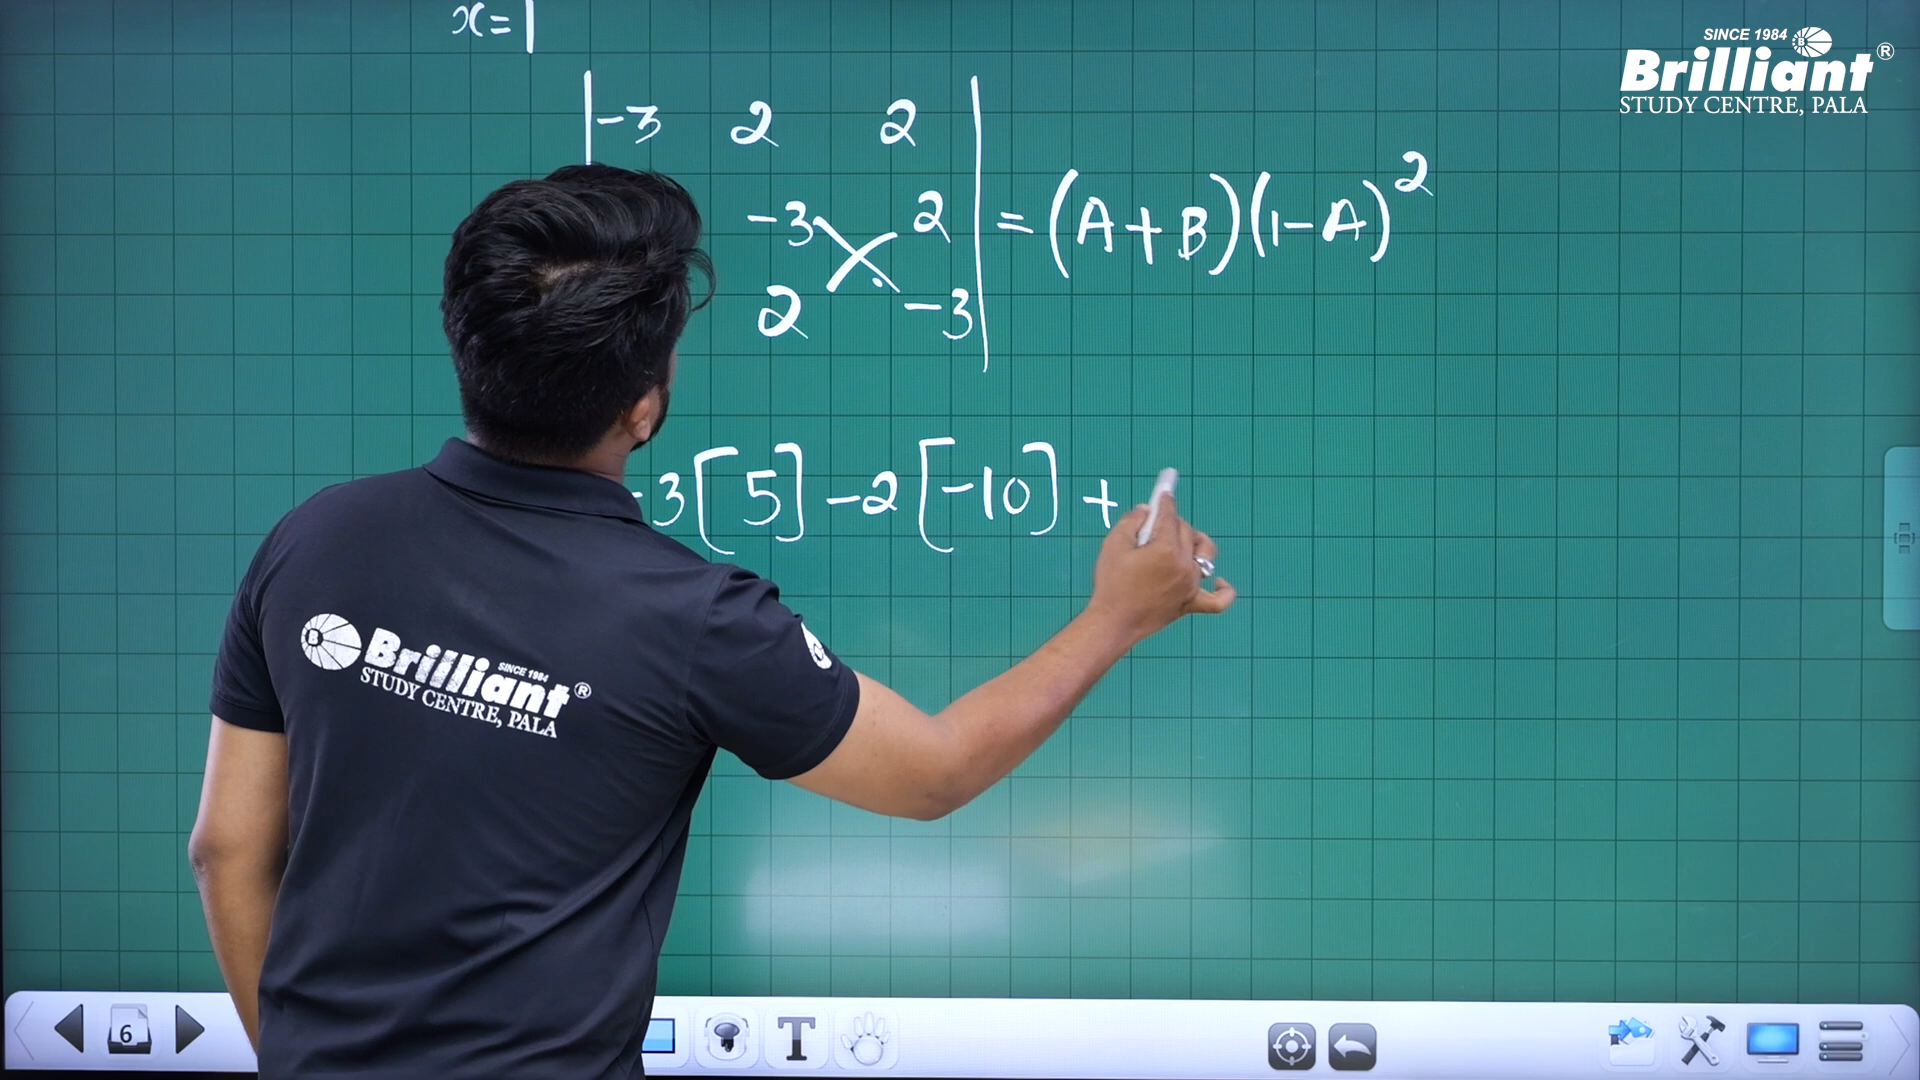 x=1
SINCE 1984
Brilliant®
STUDY CENTRE, PALA
-3 2 2
-3 2 = (A+B)(1-A)²
2 -3
-3[5] -2[-10] +
B
Brilliant®
SINCE 1984
STUDY CENTRE, PALA
6
T